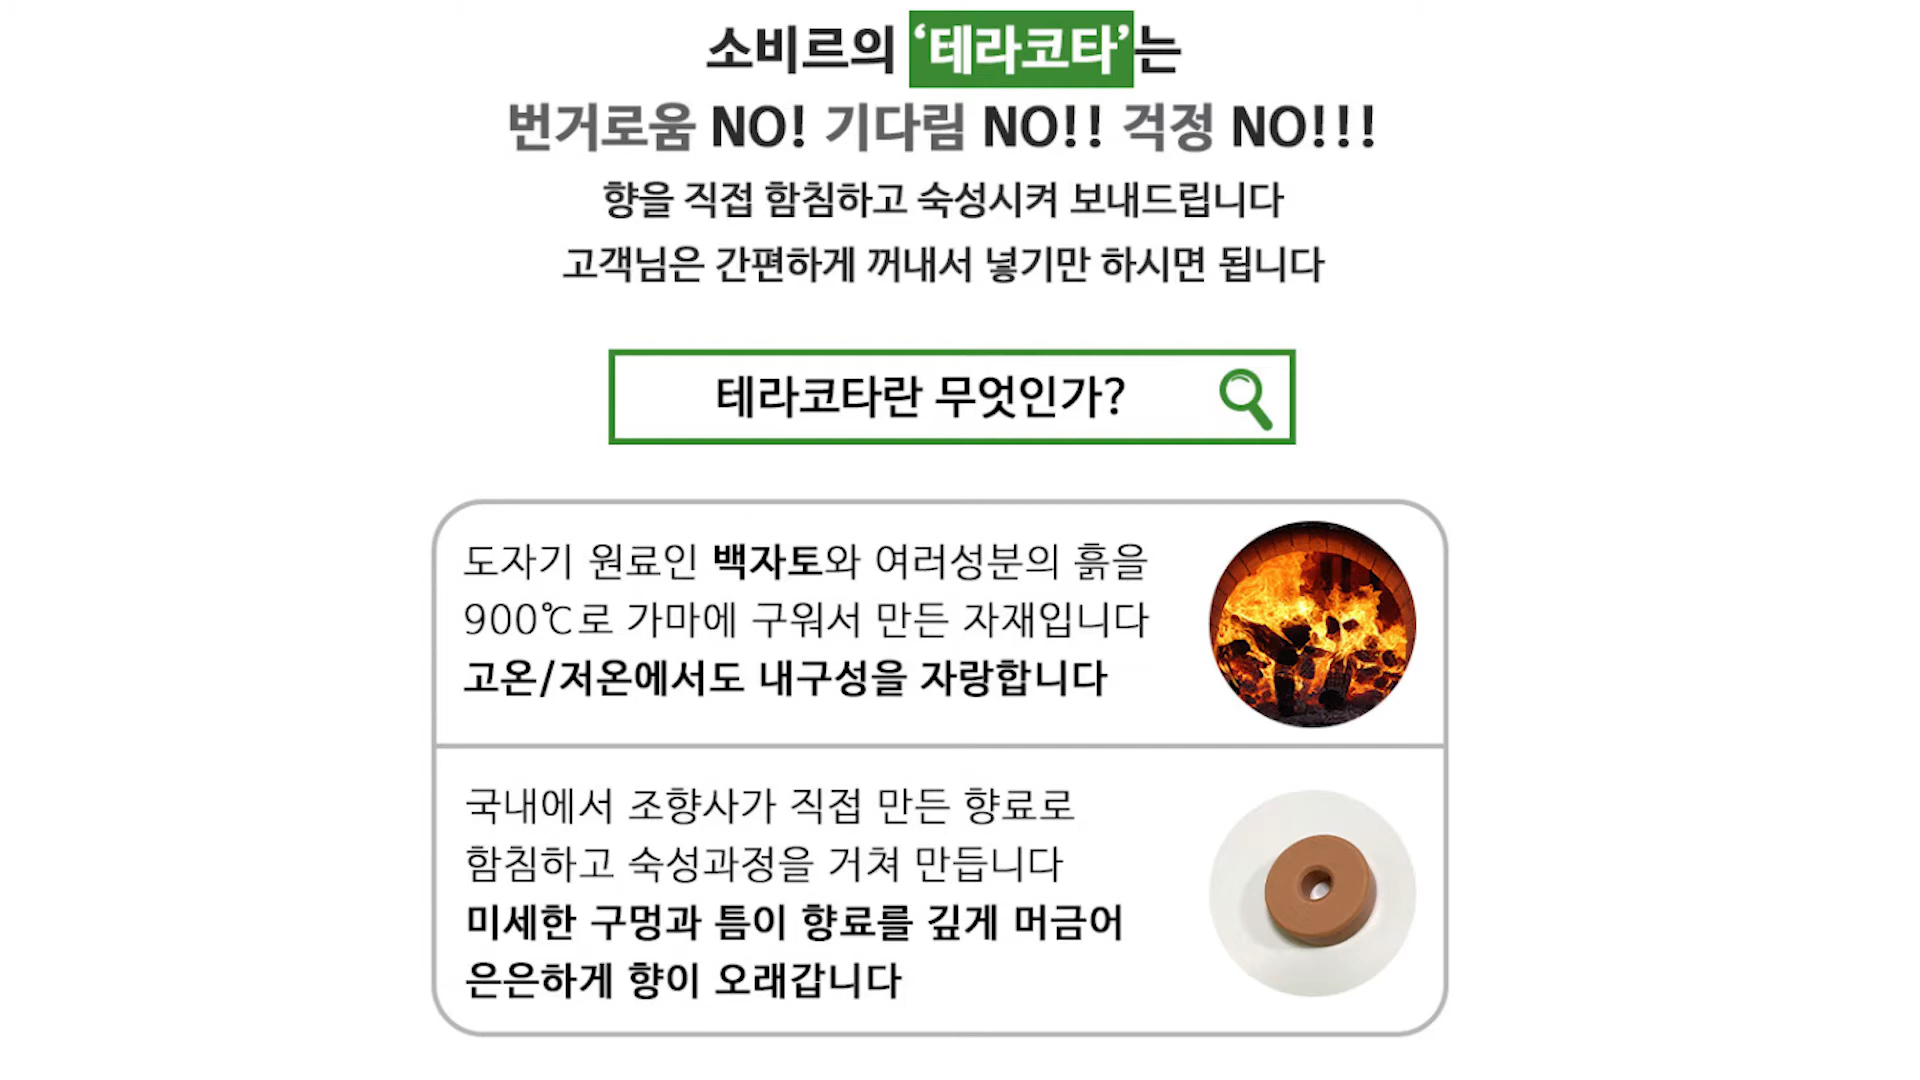 소비르의 ‘테라코타’는
번거로움 NO! 기다림 NO!! 걱정 NO!!!
향을 직접 함침하고 숙성시켜 보내드립니다
고객님은 간편하게 꺼내서 넣기만 하시면 됩니다
테라코타란 무엇인가?
도자기 원료인 백자토와 여러성분의 흙을
900℃로 가마에 구워서 만든 자재입니다
고온/저온에서도 내구성을 자랑합니다
국내에서 조향사가 직접 만든 향료로
함침하고 숙성과정을 거쳐 만듭니다
미세한 구멍과 틈이 향료를 깊게 머금어
은은하게 향이 오래갑니다